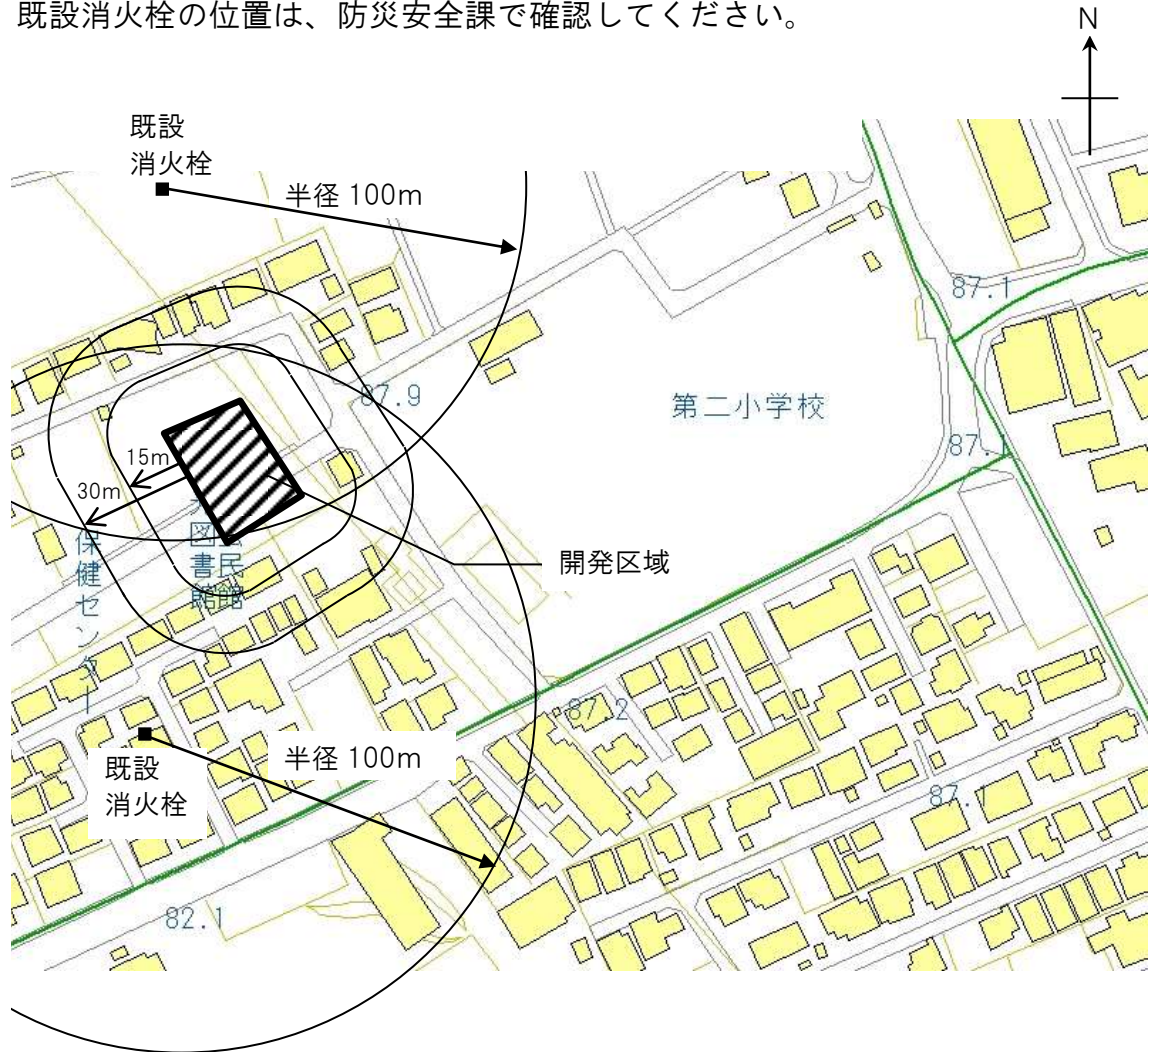 既設消火栓の位置は、防災安全課で確認してください。
N
既設
消火栓
半径 100m
87.1
87.9
第二小学校
87.1
15m
30m
保健センター
図書館
民館
開発区域
87.2
既設
消火栓
半径 100m
87.1
82.1